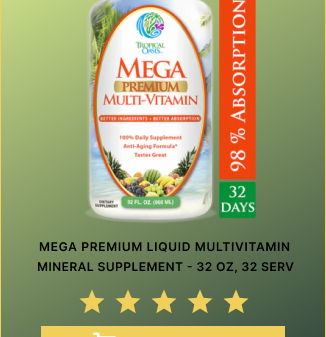 TROPICAL
OASIS
MEGA
PREMIUM
MULTI-VITAMIN
BETTER INGREDIENTS • BETTER ABSORPTION
100% Daily Supplement
Anti-Aging Formula*
Tastes Great
DIETARY
SUPPLEMENT
32 FL. OZ. (960 ML)
98 % ABSORPTION
32
DAYS
MEGA PREMIUM LIQUID MULTIVITAMIN
MINERAL SUPPLEMENT - 32 OZ, 32 SERV